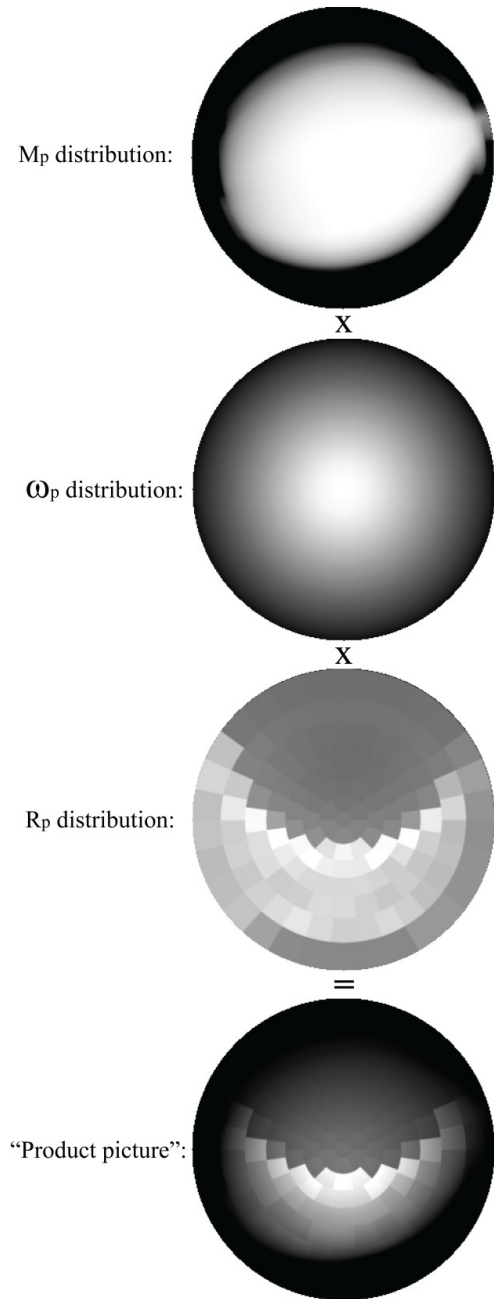 Mp distribution:
x
ωp distribution:
x
Rp distribution:
=
“Product picture”: